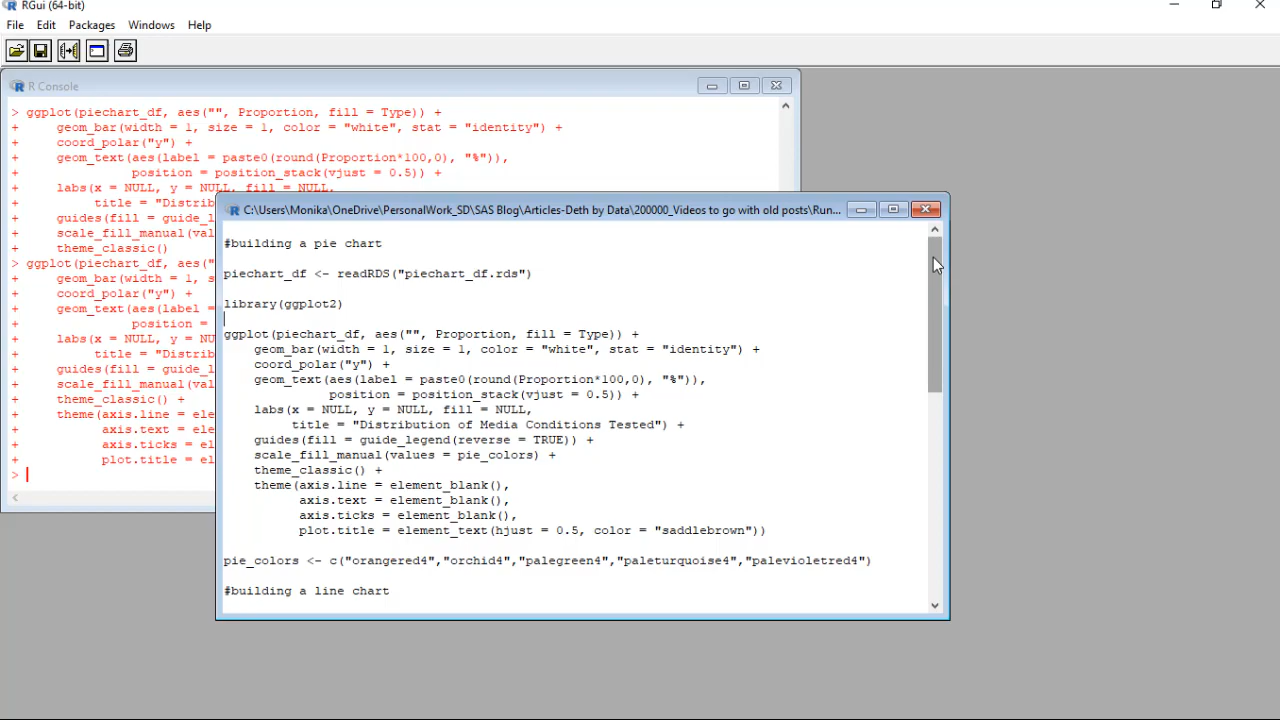 RGui (64-bit)
File Edit Packages Windows Help
R Console
> ggplot(piechart_df, aes("", Proportion, fill = Type)) +
+ geom_bar(width = 1, size = 1, color = "white", stat = "identity") +
+ coord_polar("y") +
+ geom_text(aes(label = paste0(round(Proportion*100,0), "%")),
+ position = position_stack(vjust = 0.5)) +
+ labs(x = NULL, y = NULL, fill = NULL,
+ title = "Distrib
+ guides(fill = guide_l
+ scale_fill_manual(val
+ theme_classic()
> ggplot(piechart_df, aes("
+ geom_bar(width = 1, s
+ coord_polar("y") +
+ geom_text(aes(label =
+ position =
+ labs(x = NULL, y = NU
+ title = "Distrib
+ guides(fill = guide_l
+ scale_fill_manual(val
+ theme_classic() +
+ theme(axis.line = ele
+ axis.text = ele
+ axis.ticks = el
+ plot.title = el
>
C:\Users\Monika\OneDrive\PersonalWork_SD\SAS Blog\Articles-Deth by Data\200000_Videos to go with old posts\Run...
#building a pie chart
piechart_df <- readRDS("piechart_df.rds")
library(ggplot2)
ggplot(piechart_df, aes("", Proportion, fill = Type)) +
geom_bar(width = 1, size = 1, color = "white", stat = "identity") +
coord_polar("y") +
geom_text(aes(label = paste0(round(Proportion*100,0), "%")),
position = position_stack(vjust = 0.5)) +
labs(x = NULL, y = NULL, fill = NULL,
title = "Distribution of Media Conditions Tested") +
guides(fill = guide_legend(reverse = TRUE)) +
scale_fill_manual(values = pie_colors) +
theme_classic() +
theme(axis.line = element_blank(),
axis.text = element_blank(),
axis.ticks = element_blank(),
plot.title = element_text(hjust = 0.5, color = "saddlebrown"))
pie_colors <- c("orangered4","orchid4","palegreen4","paleturquoise4","palevioletred4")
#building a line chart